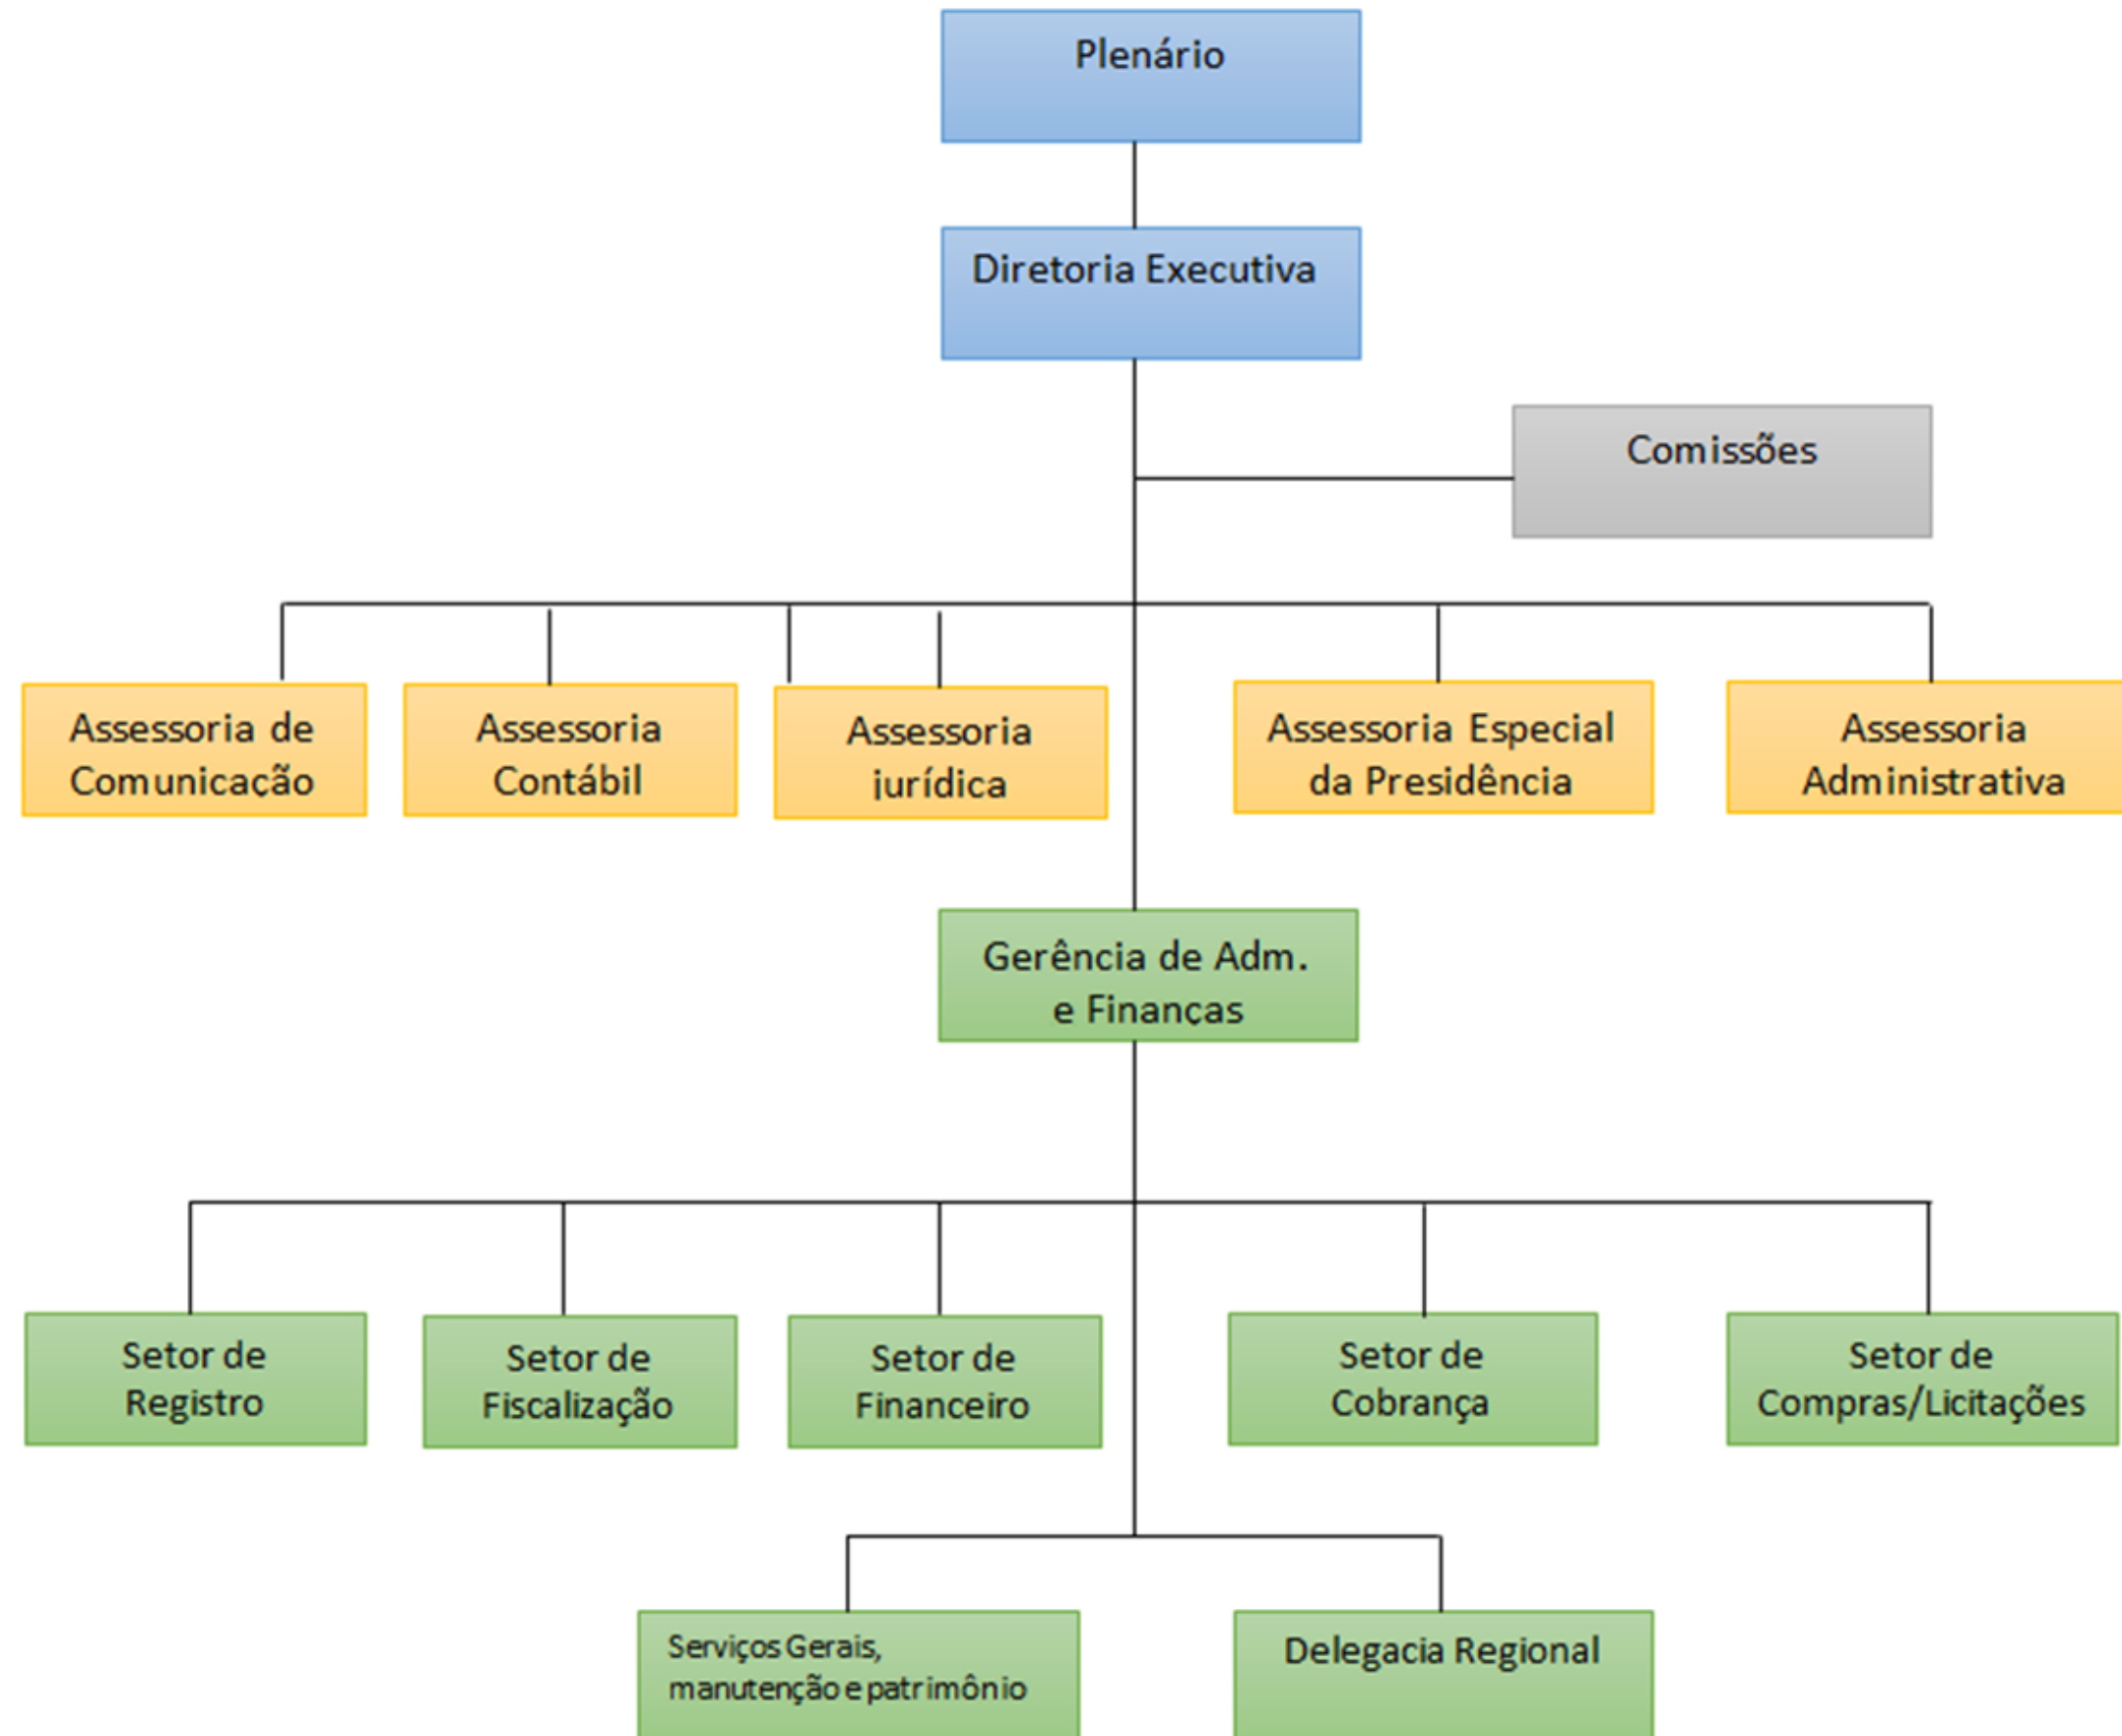 Plenário
Diretoria Executiva
Comissões
Assessoria de
Comunicação
Assessoria
Contábil
Assessoria
jurídica
Assessoria Especial
da Presidência
Assessoria
Administrativa
Gerência de Adm.
e Finanças
Setor de
Registro
Setor de
Fiscalização
Setor de
Financeiro
Setor de
Cobrança
Setor de
Compras/Licitações
Serviços Gerais,
manutenção e patrimônio
Delegacia Regional